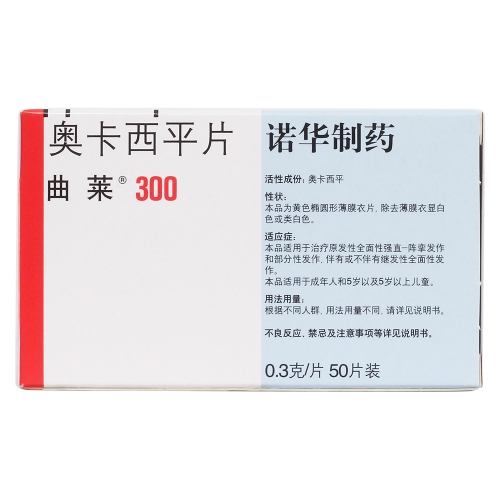 奥卡西平片
曲莱® 300
诺华制药
活性成份：奥卡西平
性状：
本品为黄色椭圆形薄膜衣片，除去薄膜衣显白
色或类白色。
适应症：
本品适用于治疗原发性全面性强直—阵挛发作
和部分性发作，伴有或不伴有继发性全面性发
作。
本品适用于成年人和5岁以及5岁以上儿童。
用法用量：
根据不同人群，用法用量不同，请详见说明书。
不良反应、禁忌及注意事项等详见说明书。
0.3克/片 50片装